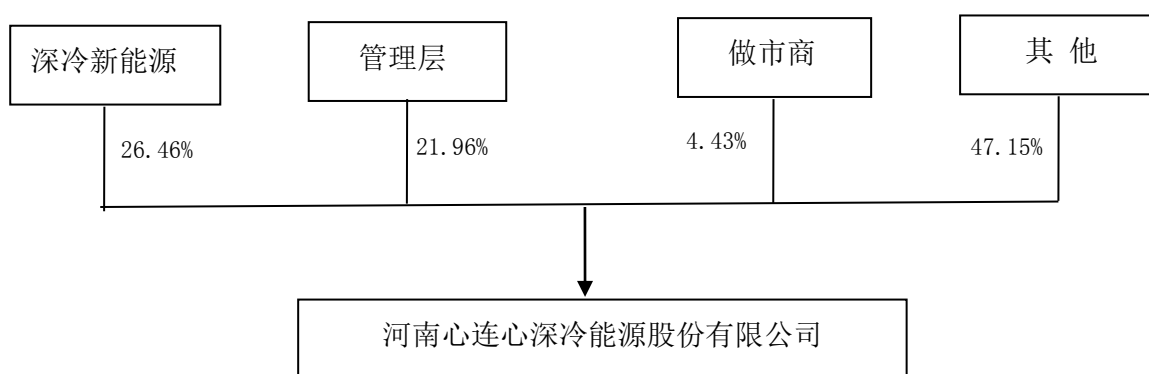 深冷新能源
管理层
做市商
其 他
26.46%
21.96%
4.43%
47.15%
河南心连心深冷能源股份有限公司